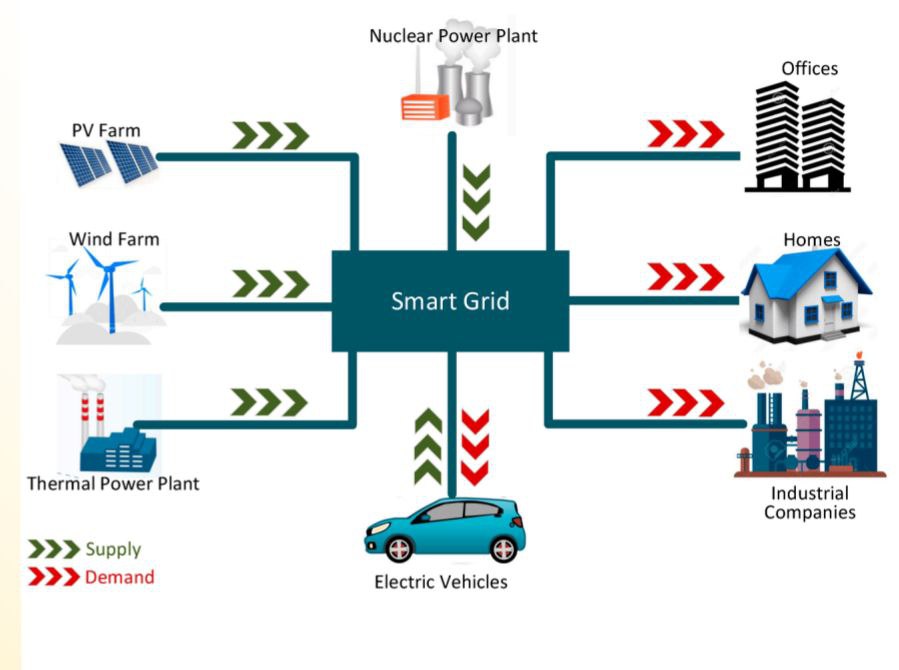 Nuclear Power Plant
Offices
PV Farm
Wind Farm
Homes
Smart Grid
Thermal Power Plant
Industrial
Companies
Supply
Demand
Electric Vehicles